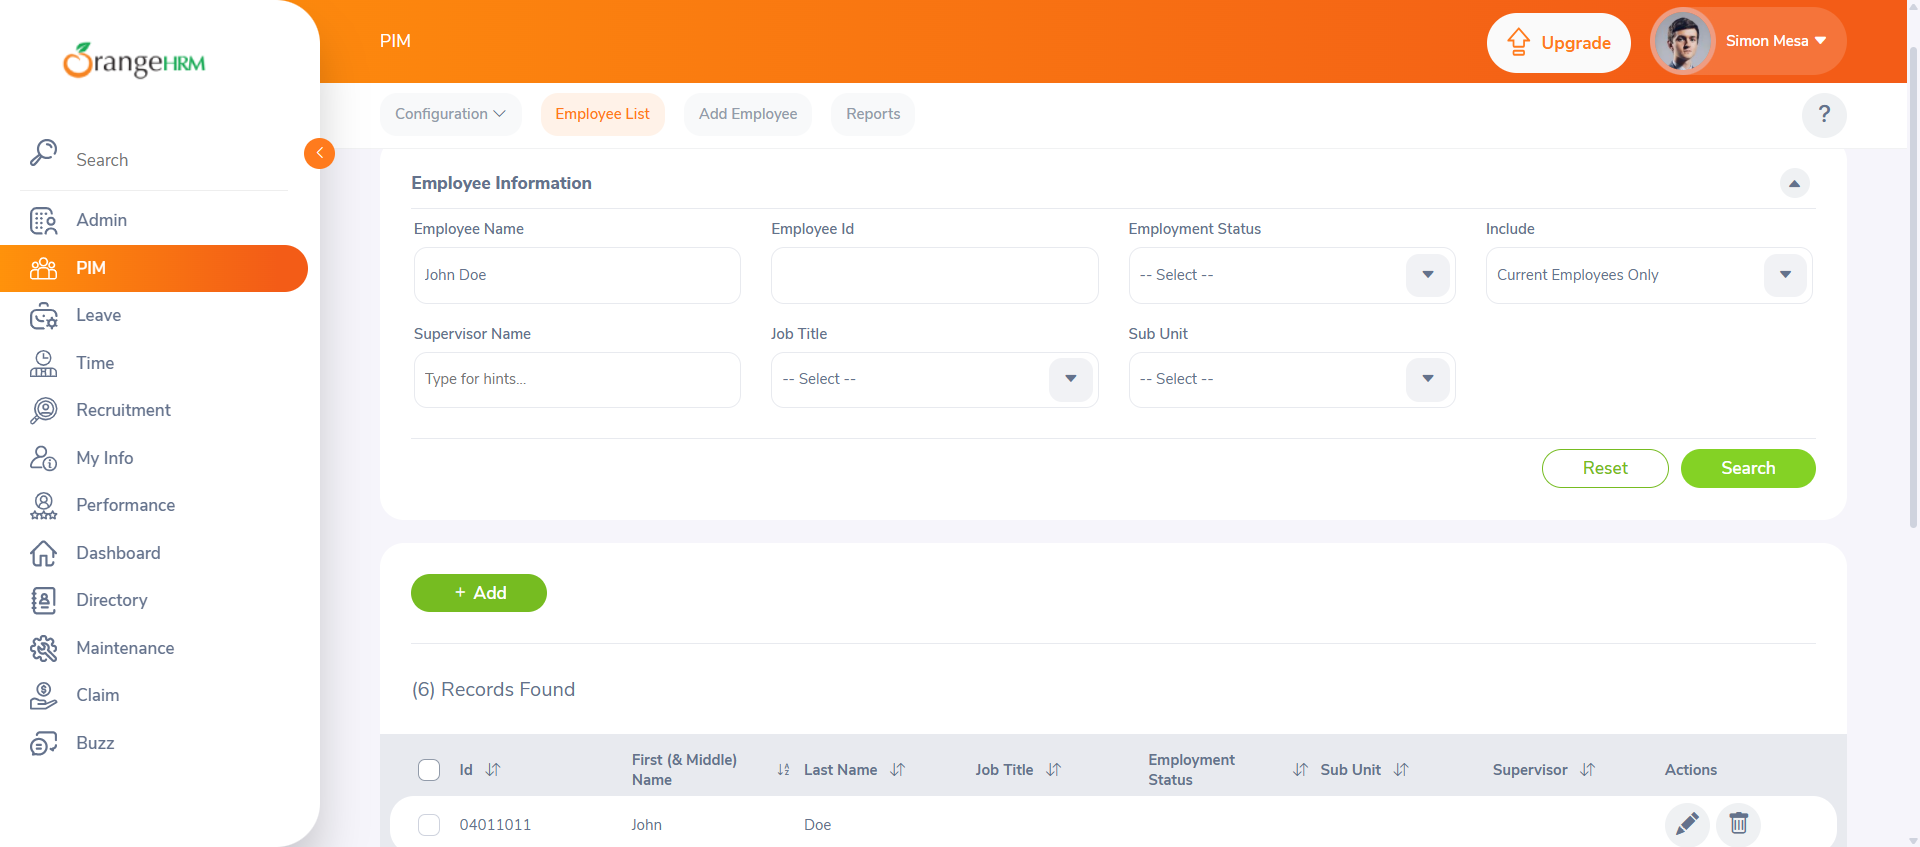 OrangeHRM
PIM
Upgrade
Simon Mesa
Configuration
Employee List
Add Employee
Reports
?
Search
Admin
PIM
Leave
Time
Recruitment
My Info
Performance
Dashboard
Directory
Maintenance
Claim
Buzz
Employee Information
Employee Name
Employee Id
Employment Status
Include
John Doe
-- Select --
Current Employees Only
Supervisor Name
Job Title
Sub Unit
Type for hints...
-- Select --
-- Select --
Reset
Search
+ Add
(6) Records Found
Id
First (& Middle)
Name
Last Name
Job Title
Employment
Status
Sub Unit
Supervisor
Actions
04011011
John
Doe